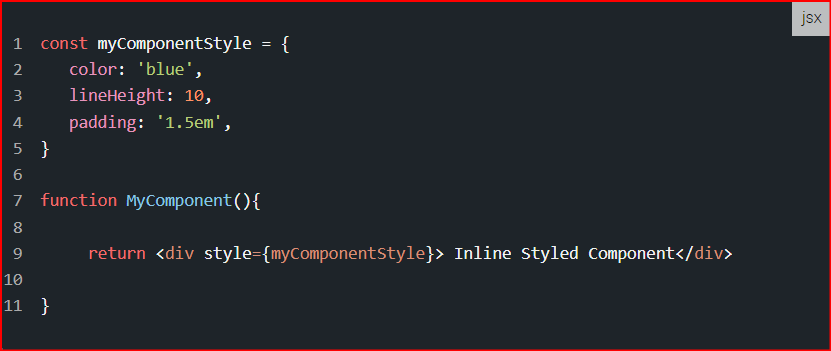 jsx
1 const myComponentStyle = {
2    color: 'blue',
3    lineHeight: 10,
4    padding: '1.5em',
5 }
6
7 function MyComponent(){
8
9      return <div style={myComponentStyle}> Inline Styled Component</div>
10
11 }